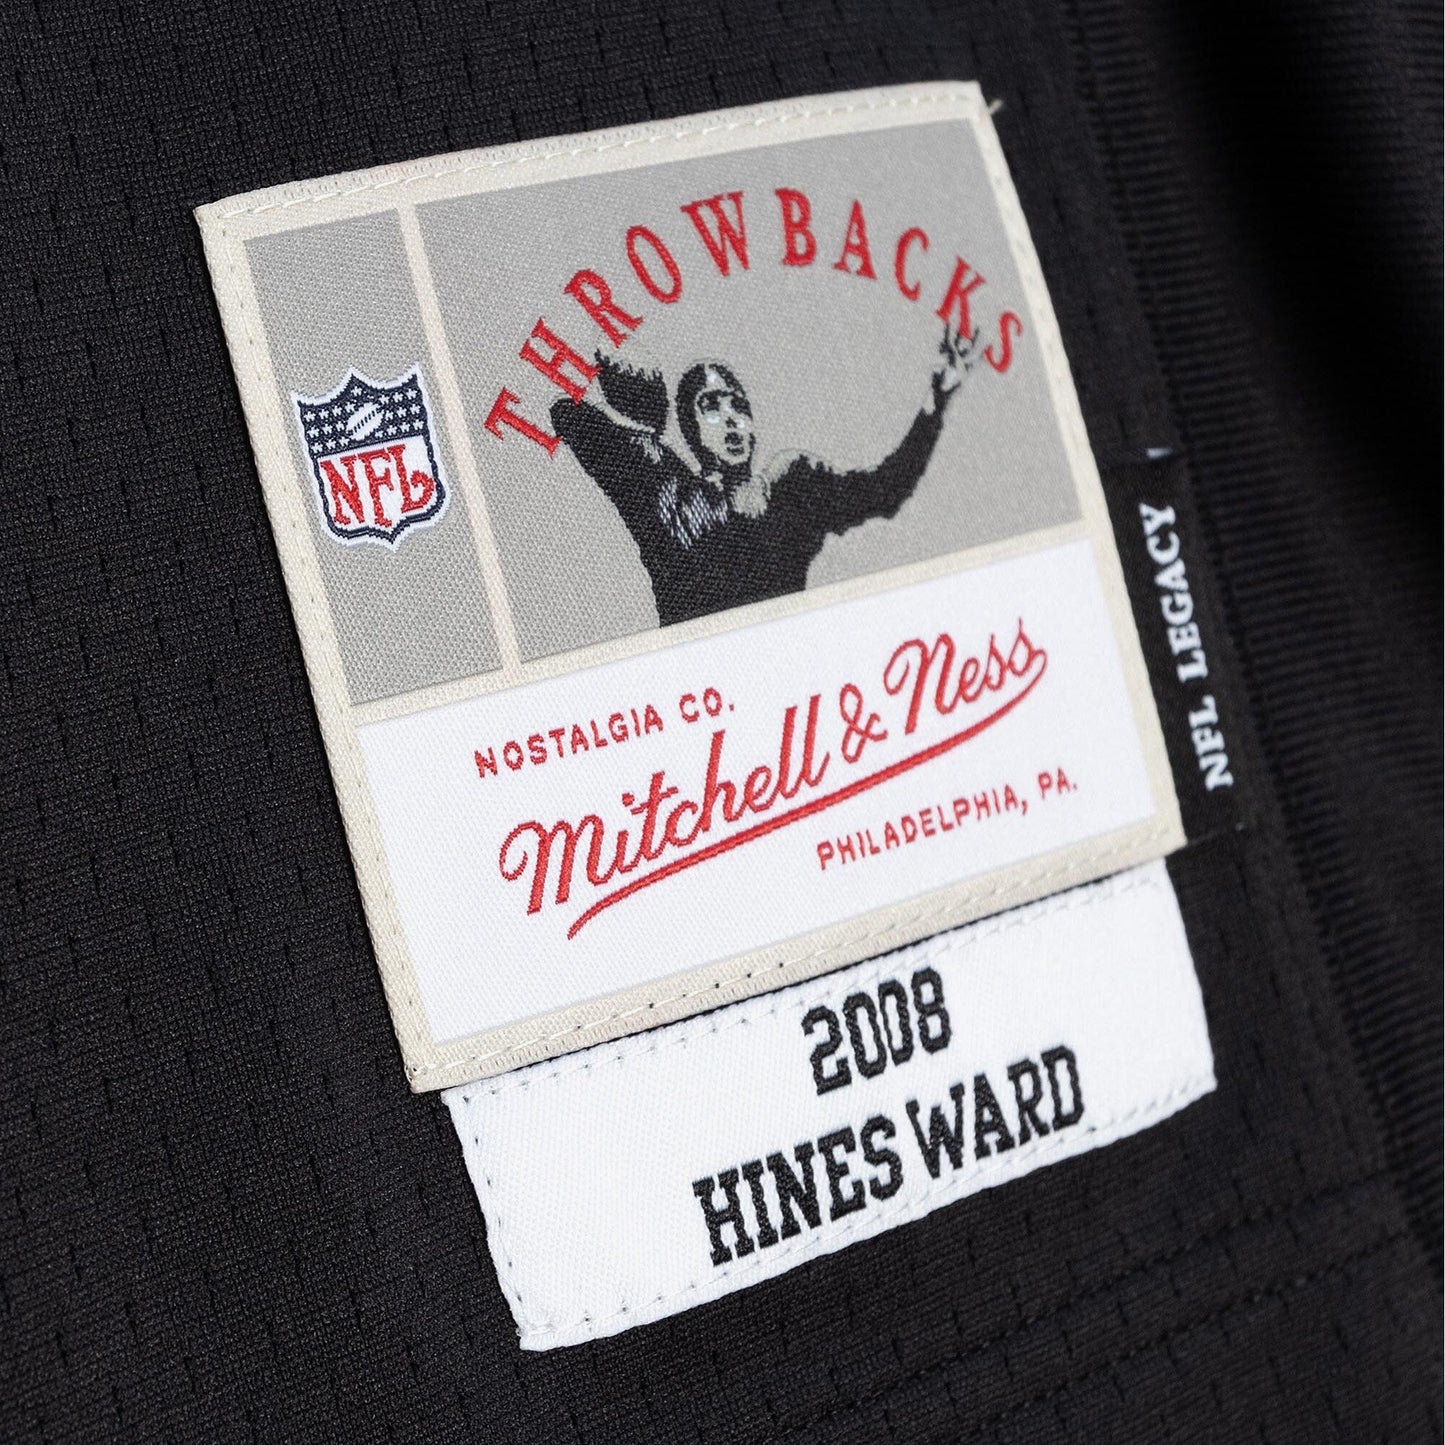 THROWBACKS
NFL
NOSTALGIA CO.
Mitchell & Ness
PHILADELPHIA, PA.
NFL LEGACY
2008
HINES WARD